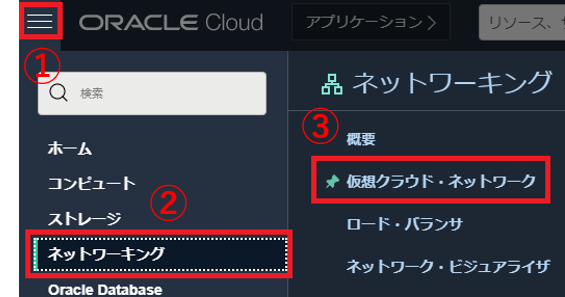 ORACLE Cloud
アプリケーション >
リソース、
①
検索
ホーム
コンピュート
②
ストレージ
ネットワーキング
Oracle Database
ネットワーキング
③
概要
仮想クラウド・ネットワーク
ロード・バランサ
ネットワーク・ビジュアライザ